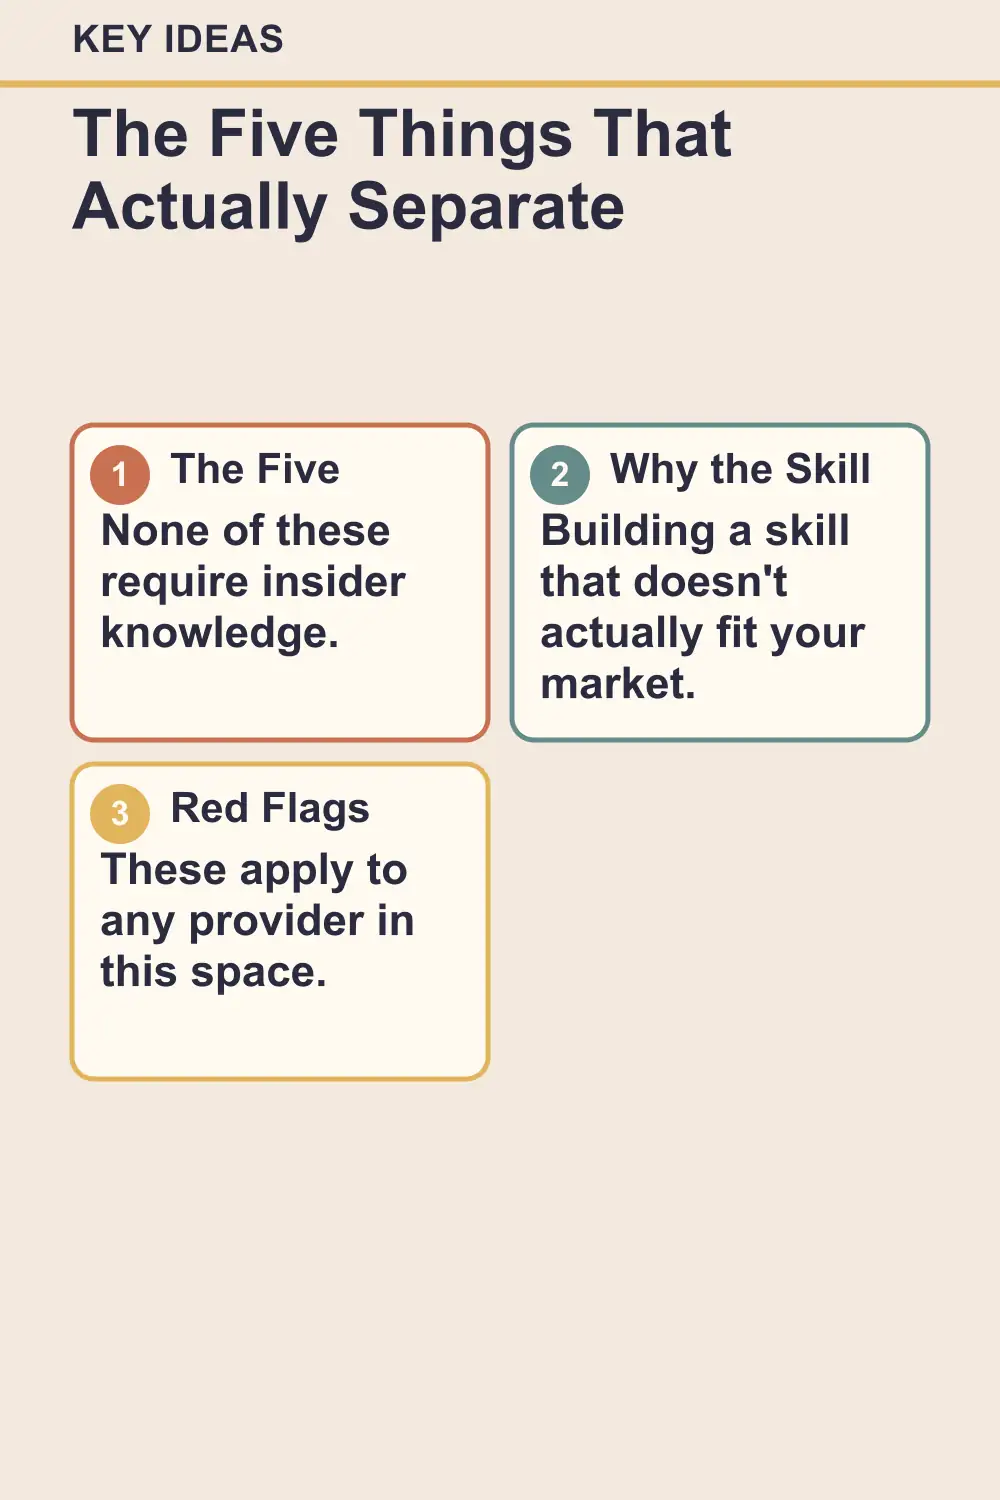 KEY IDEAS
The Five Things That
Actually Separate
1 The Five
None of these
require insider
knowledge.
2 Why the Skill
Building a skill
that doesn't
actually fit your
market.
3 Red Flags
These apply to
any provider in
this space.